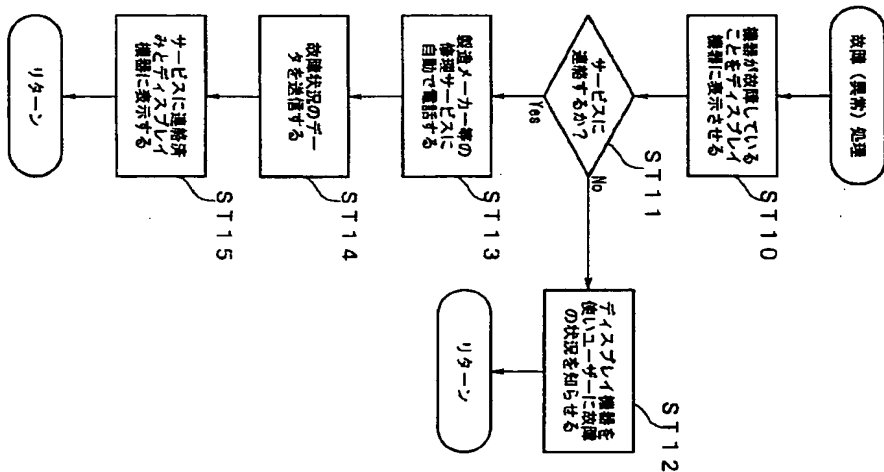 故障（異常）処理
機器が故障している
ことをディスプレイ
機器に表示させる
ST10
サービスに
連絡するか？
ST11
Yes
No
製造メーカー等の
修理サービスに
自動で電話する
ST13
故障状況のデー
タを送信する
ST14
サービスに連絡済
みとディスプレイ
機器に表示する
ST15
リターン
ディスプレイ機器を
使いユーザーに故障
の状況を知らせる
ST12
リターン